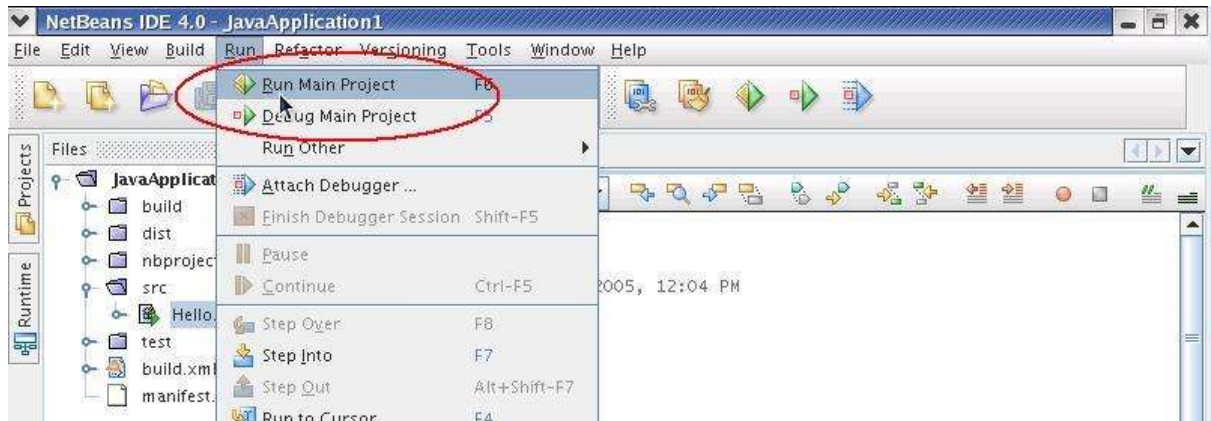 NetBeans IDE 4.0 - JavaApplication1
File Edit View Build Run Refactor Versioning Tools Window Help
Run Main Project F6
Debug Main Project F5
Run Other
Attach Debugger ...
Finish Debugger Session Shift-F5
Pause
Continue Ctrl-F5
Step Over F8
Step Into F7
Step Out Alt+Shift-F7
Run to Cursor F4
Projects
Runtime
Files
JavaApplicat
build
dist
nbprojec
src
Hello.
test
build.xml
manifest.
2005, 12:04 PM